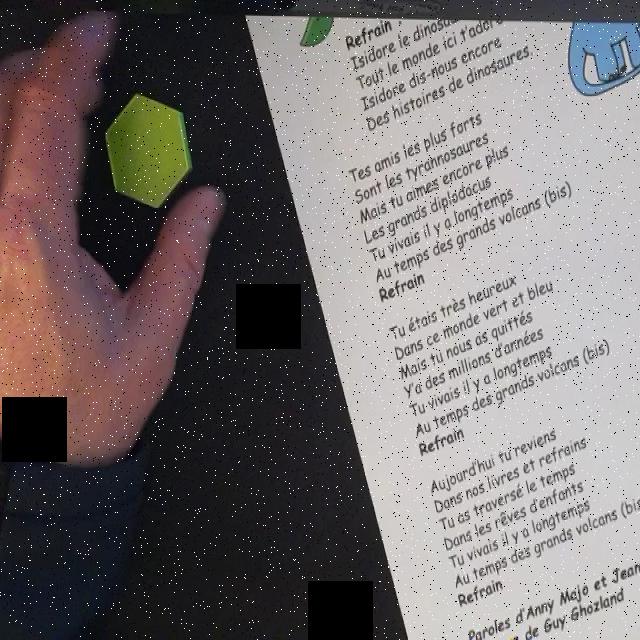 Refrain
Isidore le dinosaure
Tout le monde ici t'adore
Isidore dis-nous encore
Des histoires de dinosaures.
Tes amis les plus forts
Sont les tyrannosaures
Mais tu aimes encore plus
Les grands diplodocus
Tu vivais il y a longtemps
Au temps des grands volcans (bis)
Refrain
Tu étais très heureux
Dans ce monde vert et bleu
Mais tu nous as quittés
Y'a des millions d'années
Tu vivais il y a longtemps
Au temps des grands volcans (bis)
Refrain
Aujourd'hui tu reviens
Dans nos livres et refrains
Tu as traversé le temps
Dans les rêves d'enfants
Tu vivais il y a longtemps
Au temps des grands volcans (bis
Refrain
Paroles d'Anny Mejo et Jean
de Guy Ghozland